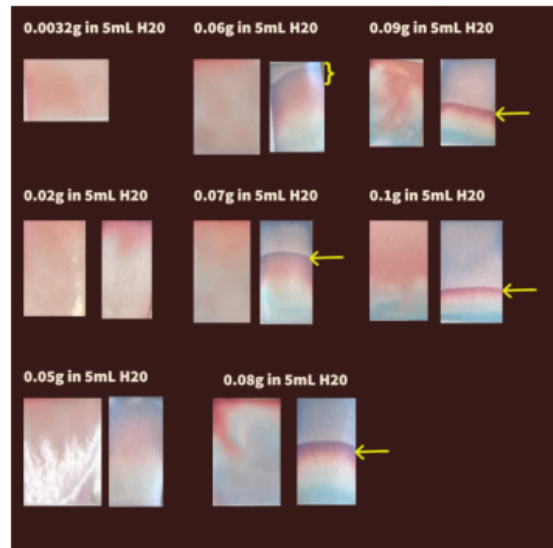 0.0032g in 5mL H20
0.06g in 5mL H20
0.09g in 5mL H20
0.02g in 5mL H20
0.07g in 5mL H20
0.1g in 5mL H20
0.05g in 5mL H20
0.08g in 5mL H20